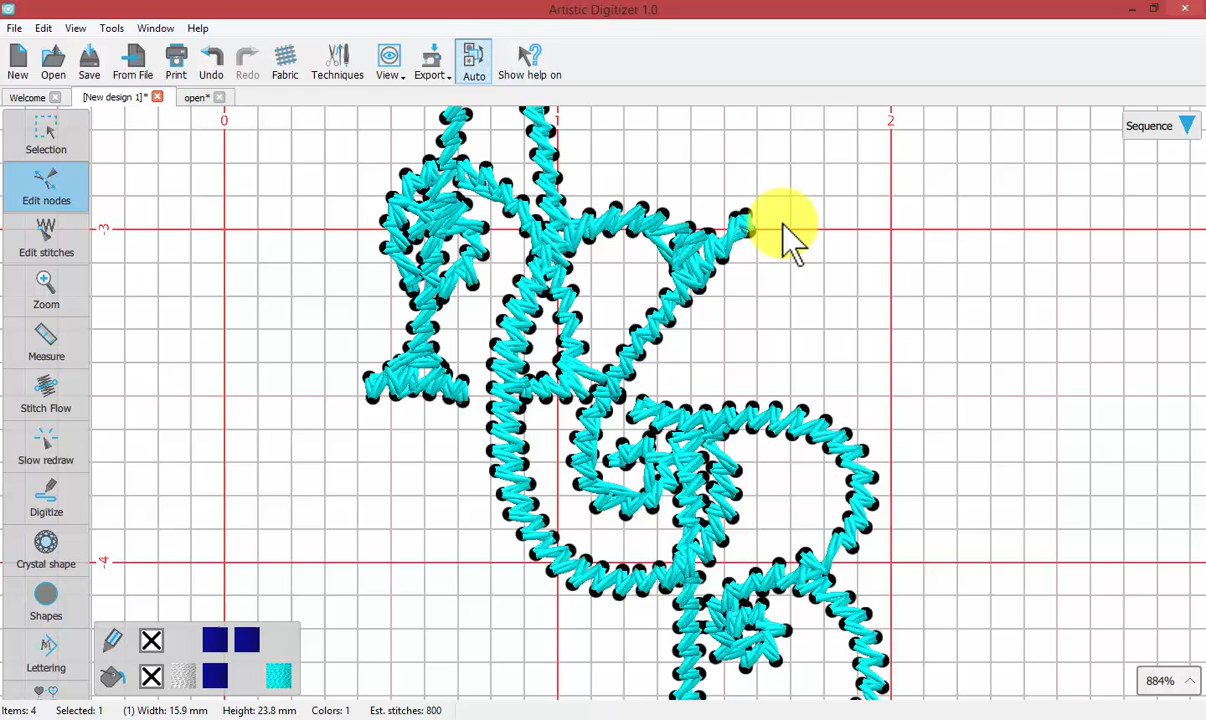 Artistic Digitizer 1.0
File Edit View Tools Window Help
New Open Save From File Print Undo Redo Fabric Techniques View Export Auto Show help on
Welcome [New design 1]* open*
0 1 2
Selection
Sequence
Edit nodes
-3
Edit stitches
Zoom
Measure
Stitch Flow
Slow redraw
Digitize
-4
Crystal shape
Shapes
Lettering
884%
Items: 4 Selected: 1 (1) Width: 15.9 mm Height: 23.8 mm Colors: 1 Est. stitches: 800